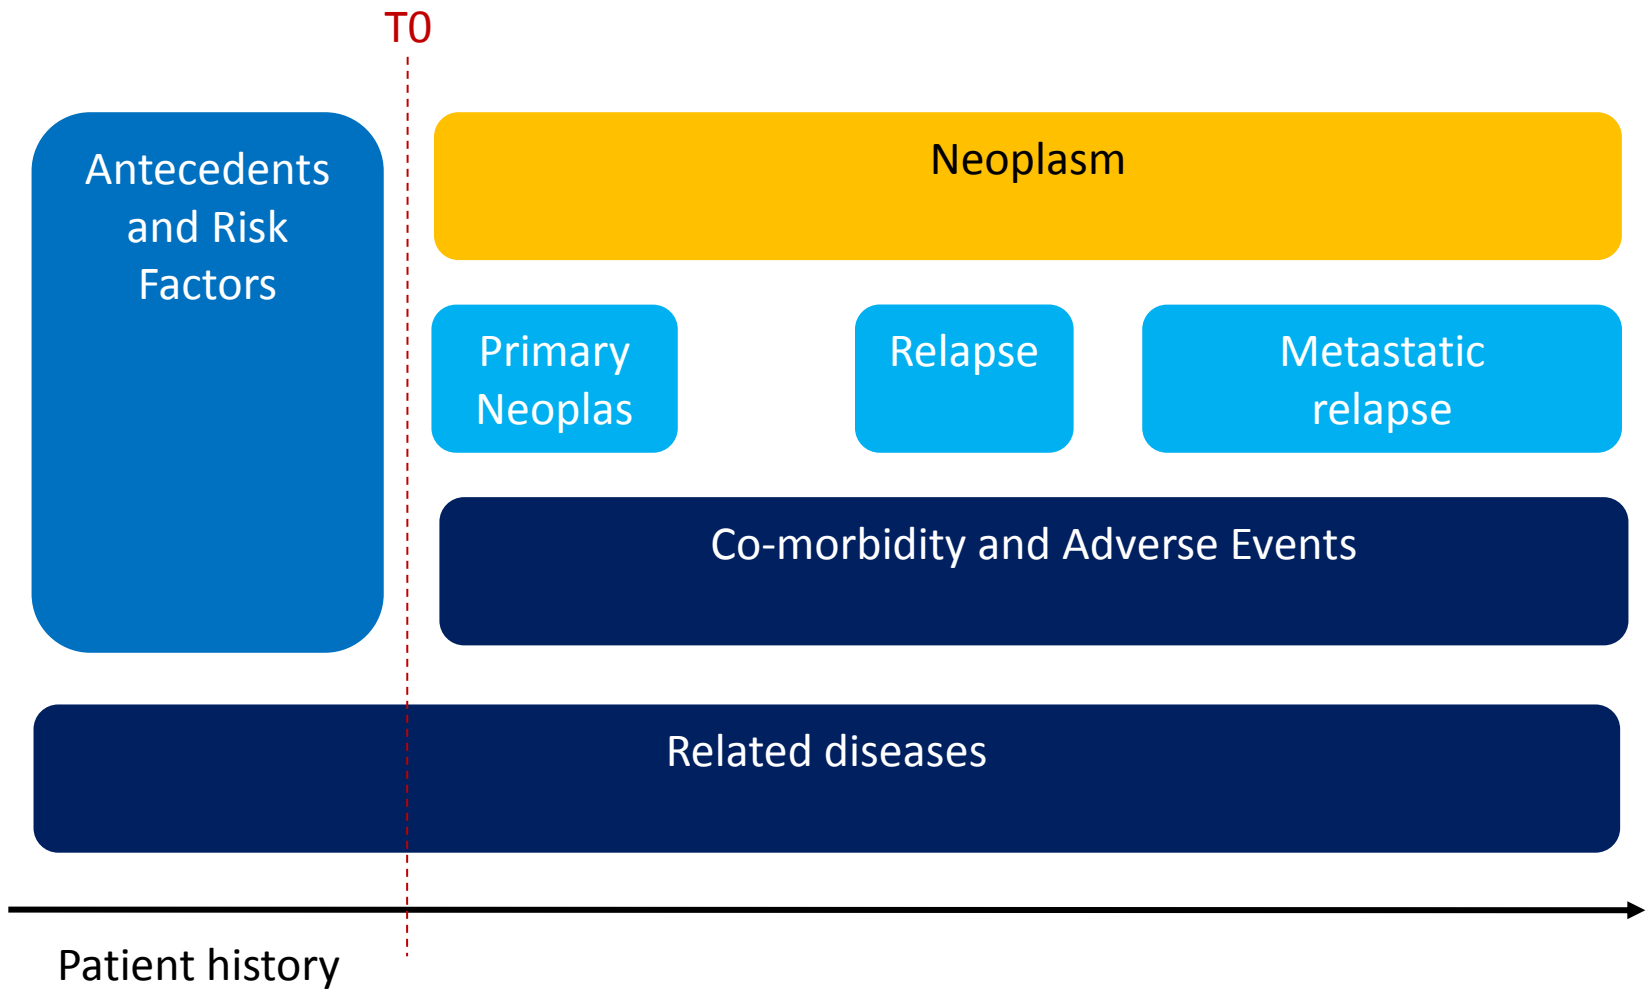 T0
Antecedents
and Risk
Factors
Neoplasm
Primary
Neoplas
Relapse
Metastatic
relapse
Co-morbidity and Adverse Events
Related diseases
Patient history